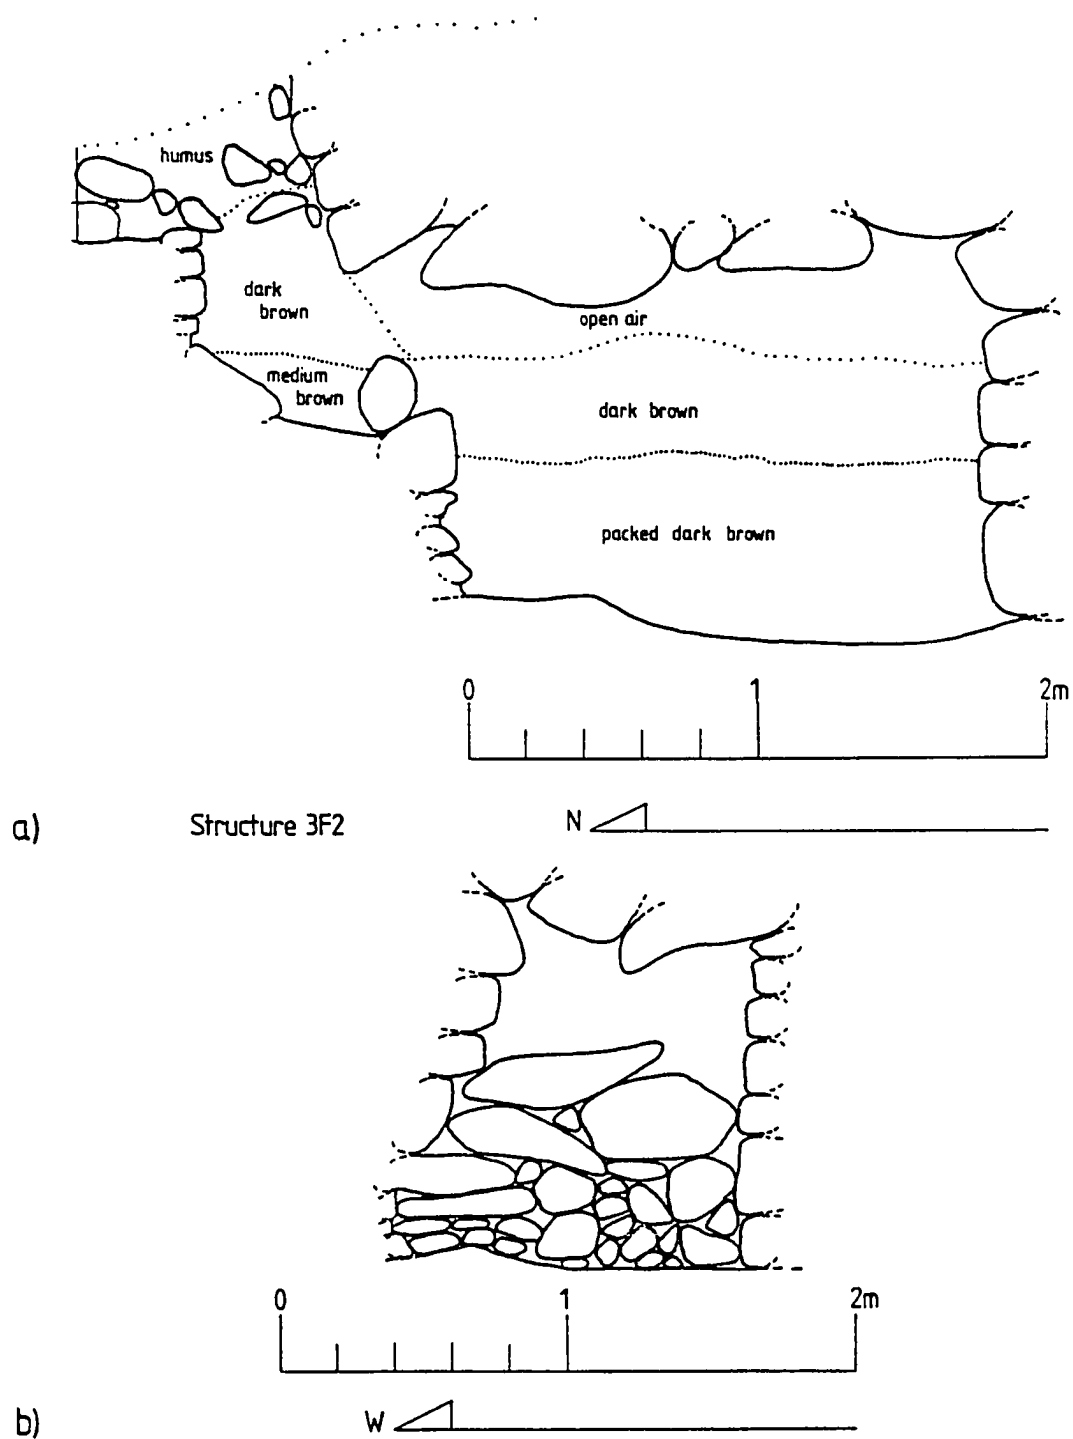 humus
dark
brown
open air
medium
brown
dark brown
packed dark brown
0 1 2m
N
a) Structure 3F2
0 1 2m
W
b)